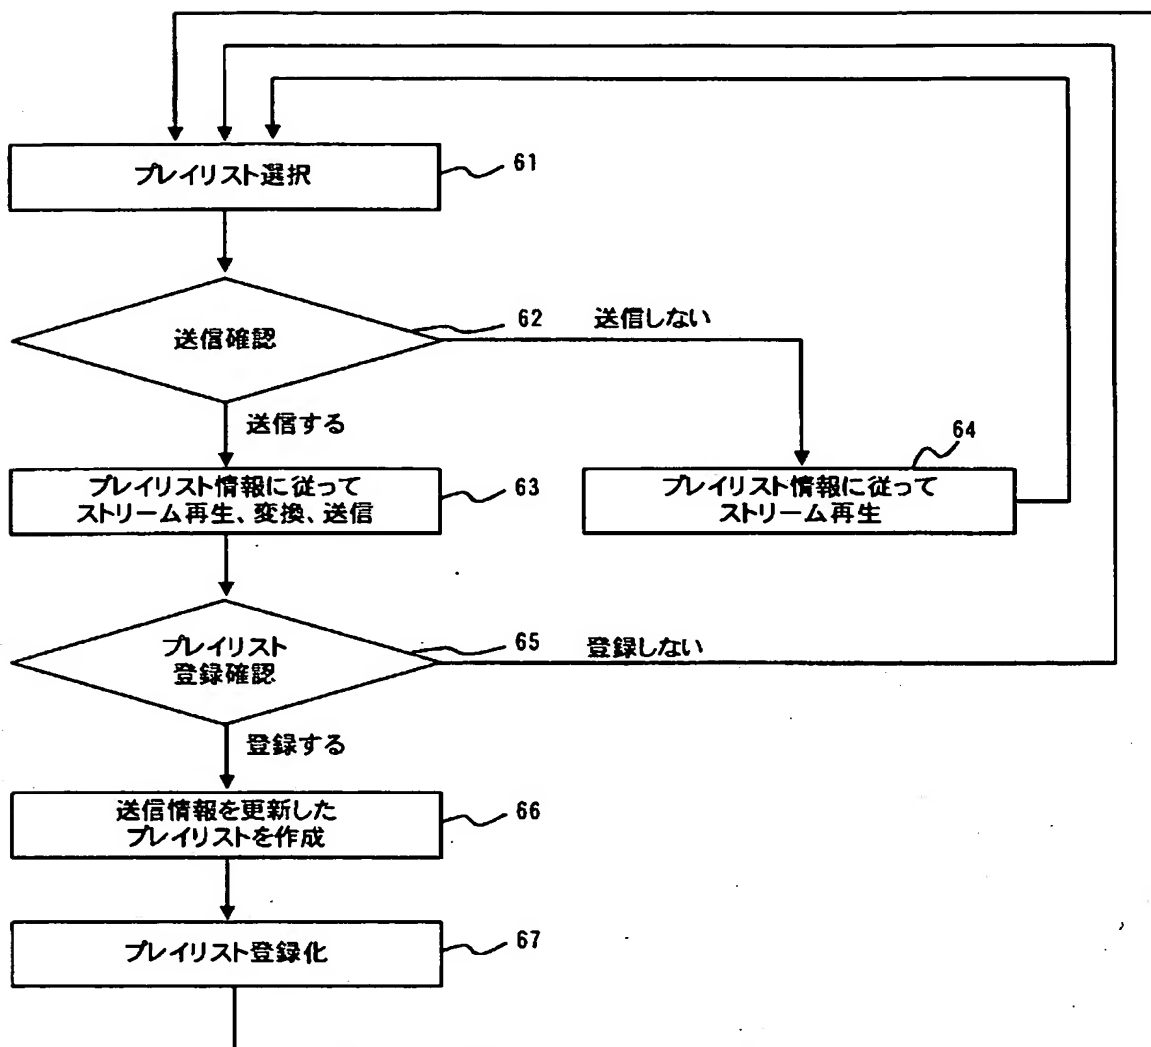 プレイリスト選択
61
送信確認
62
送信しない
送信する
プレイリスト情報に従って
ストリーム再生、変換、送信
63
64
プレイリスト情報に従って
ストリーム再生
プレイリスト
登録確認
65
登録しない
登録する
送信情報を更新した
プレイリストを作成
66
プレイリスト登録化
67